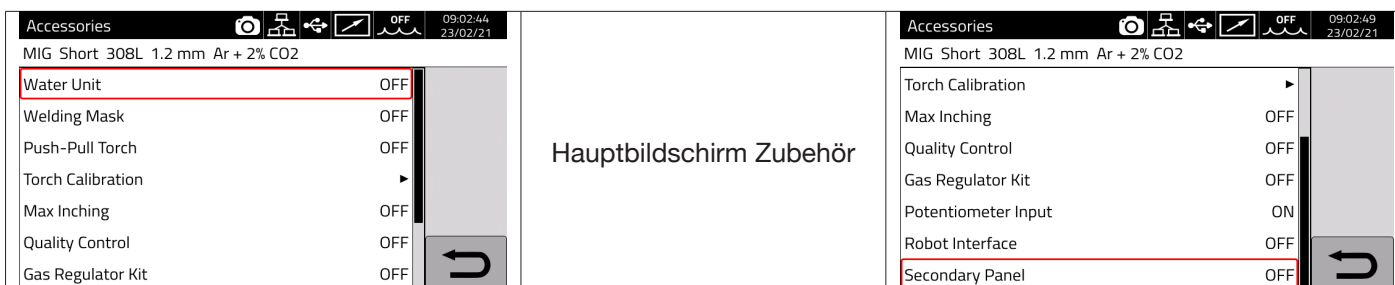 Accessories OFF 09:02:44
23/02/21
MIG Short 308L 1.2 mm Ar + 2% CO2
Water Unit OFF
Welding Mask OFF
Push-Pull Torch OFF
Torch Calibration ▸
Max Inching OFF
Quality Control OFF
Gas Regulator Kit OFF
Hauptbildschirm Zubehör
Accessories OFF 09:02:49
23/02/21
MIG Short 308L 1.2 mm Ar + 2% CO2
Torch Calibration ▸
Max Inching OFF
Quality Control OFF
Gas Regulator Kit OFF
Potentiometer Input ON
Robot Interface OFF
Secondary Panel OFF